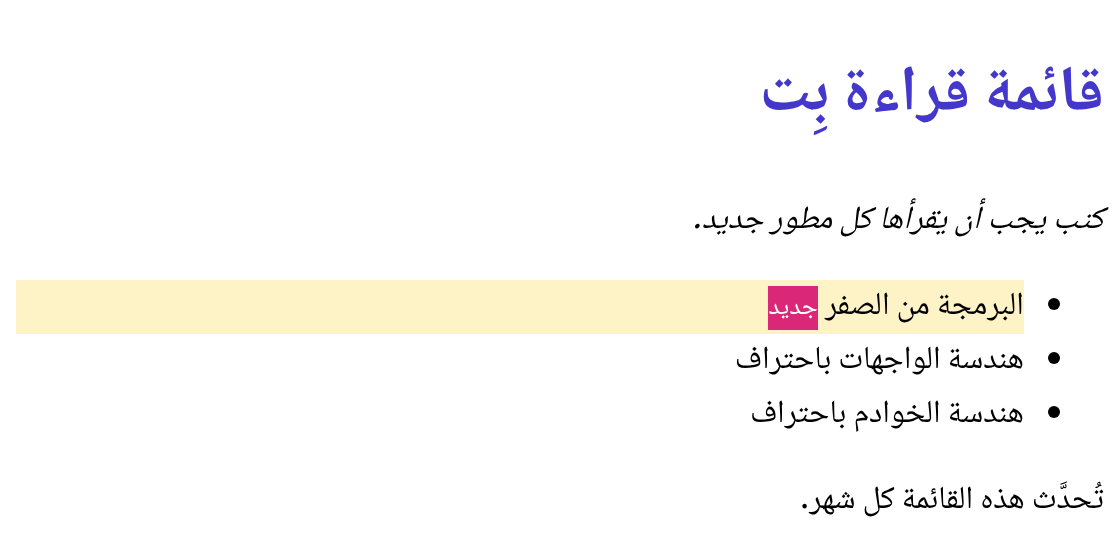 قائمة قراءة بِت
كتب يجب أن يقرأها كل مطور جديد.
البرمجة من الصفر جديد
هندسة الواجهات باحتراف
هندسة الخوادم باحتراف
تُحدَّث هذه القائمة كل شهر.